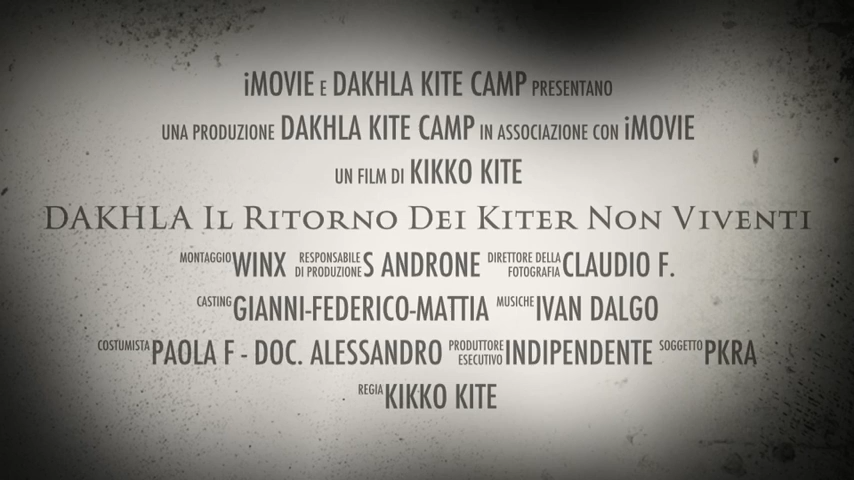 iMOVIE E DAKHLA KITE CAMP PRESENTANO
UNA PRODUZIONE DAKHLA KITE CAMP IN ASSOCIAZIONE CON iMOVIE
UN FILM DI KIKKO KITE
DAKHLA Il Ritorno Dei Kiter Non Viventi
MONTAGGIO WINX RESPONSABILE DI PRODUZIONE S ANDRONE DIRETTORE DELLA FOTOGRAFIA CLAUDIO F.
CASTING GIANNI-FEDERICO-MATTIA MUSICHE IVAN DALGO
COSTUMISTA PAOLA F - DOC. ALESSANDRO PRODUTTORE ESECUTIVO INDIPENDENTE SOGGETTO PKRA
REGIA KIKKO KITE